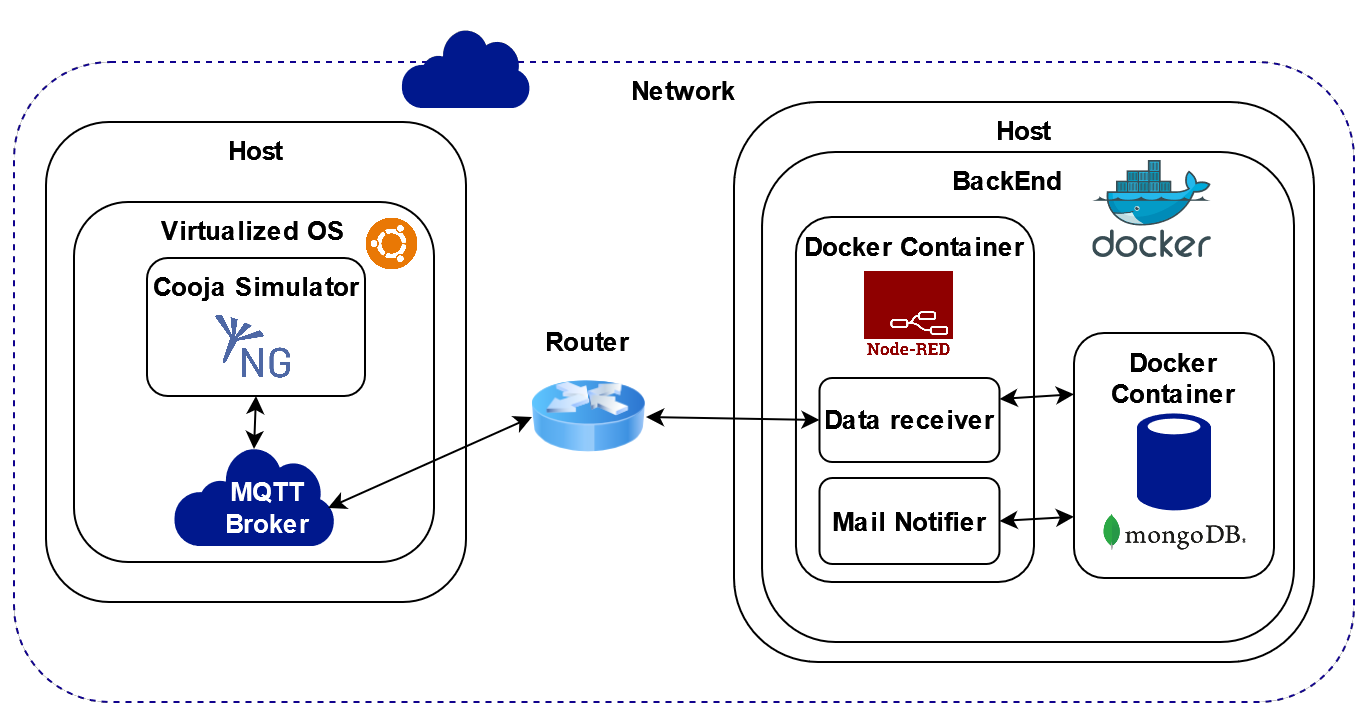 Network
Host
Virtualized OS
Cooja Simulator
NG
MQTT
Broker
Router
Host
BackEnd
docker
Docker Container
Node-RED
Data receiver
Mail Notifier
Docker
Container
mongoDB.